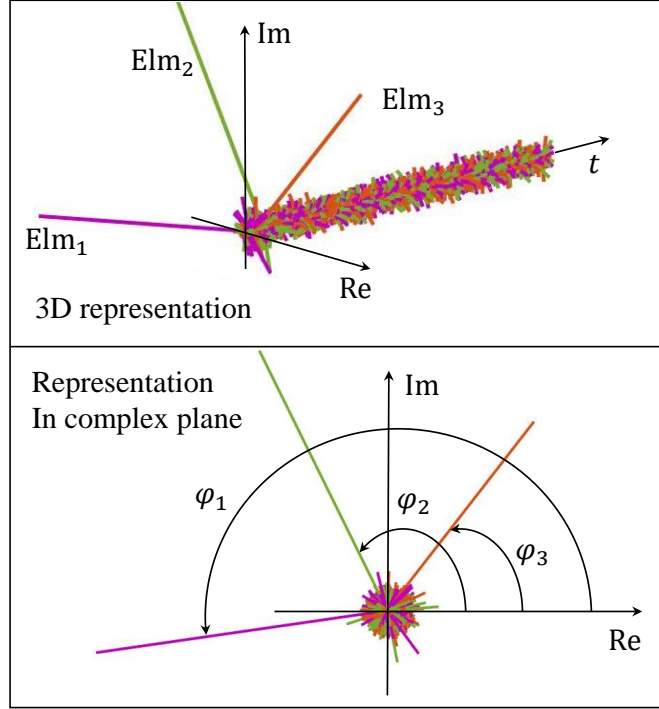 Im
Elm₂
Elm₃
t
Elm₁
Re
3D representation
Representation
In complex plane
Im
φ₁
φ₂
φ₃
Re